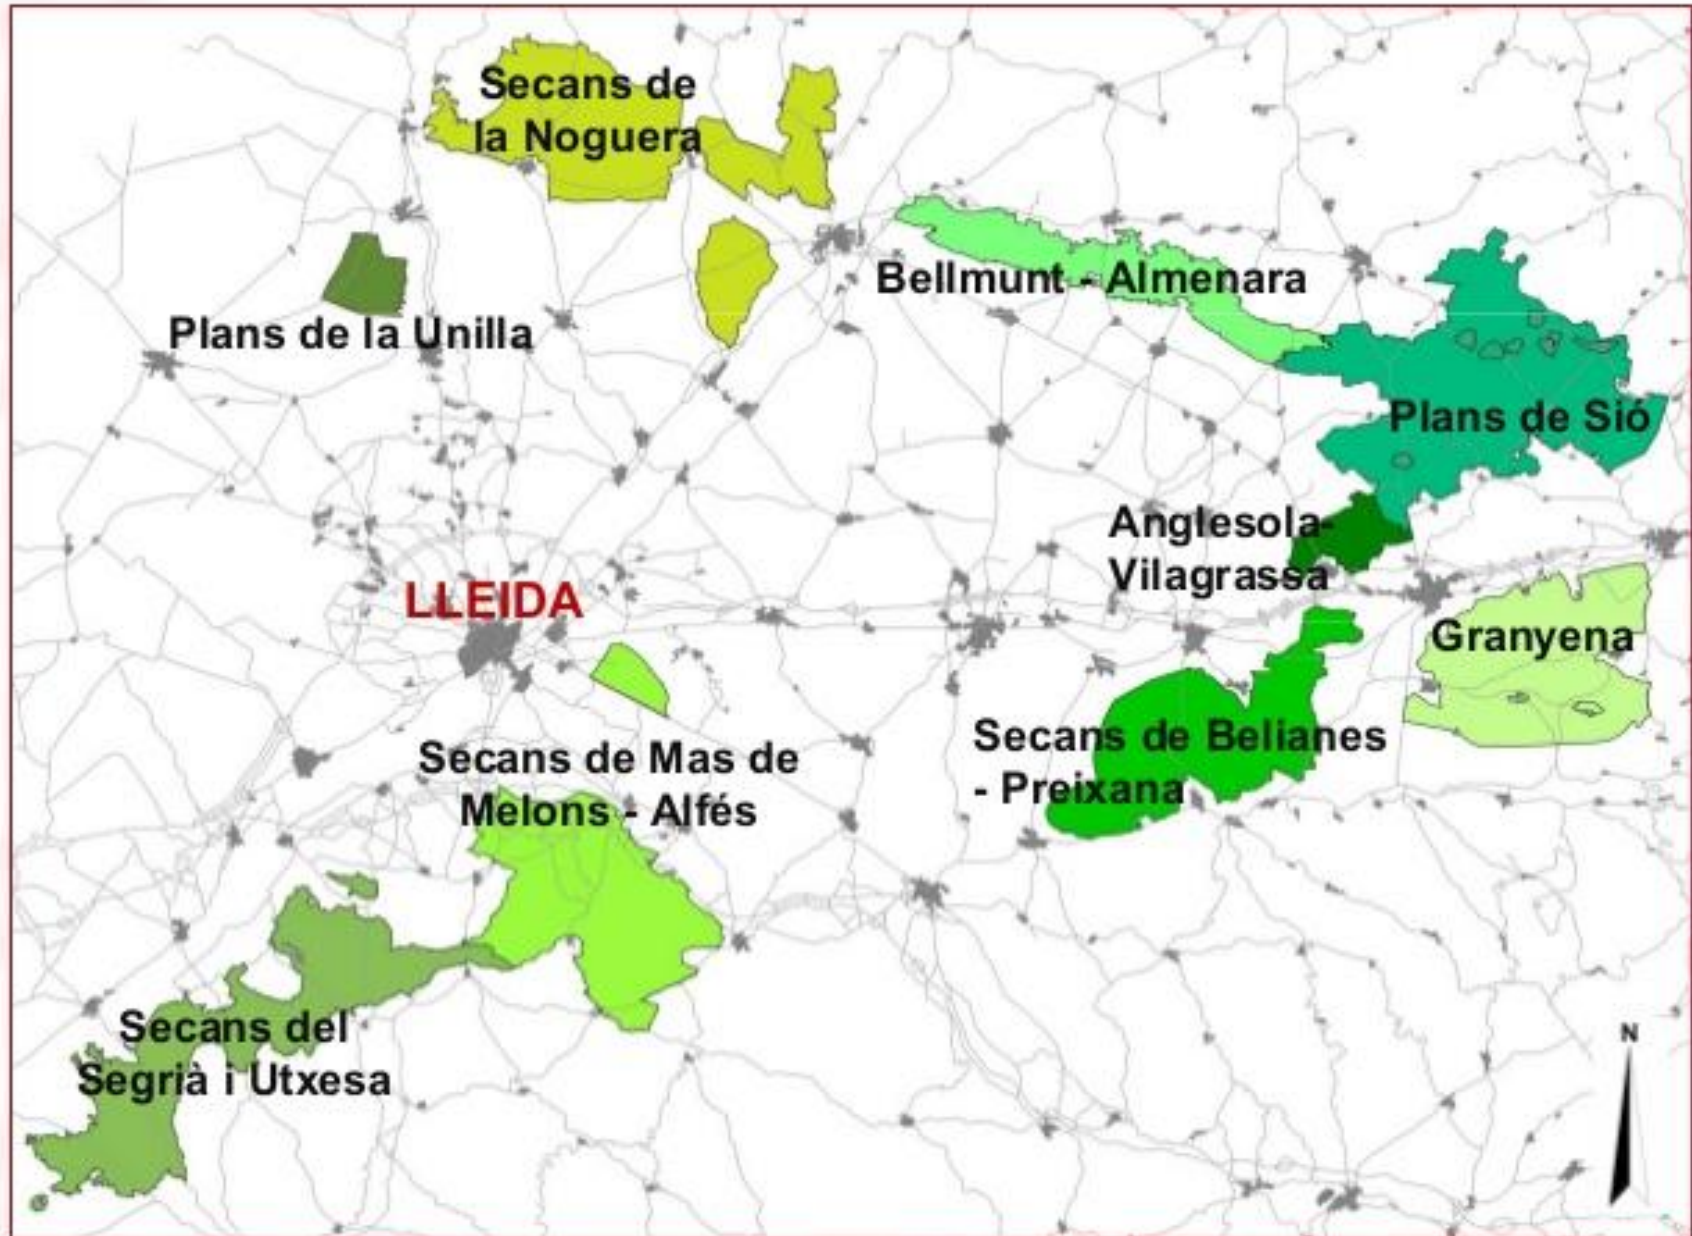 Secans de
la Noguera
Bellmunt - Almenara
Plans de la Unilla
Plans de Sió
Anglesola-
Vilagrassa
LLEIDA
Granyena
Secans de Belianes
- Preixana
Secans de Mas de
Melons - Alfés
Secans del
Segrià i Utxesa
N